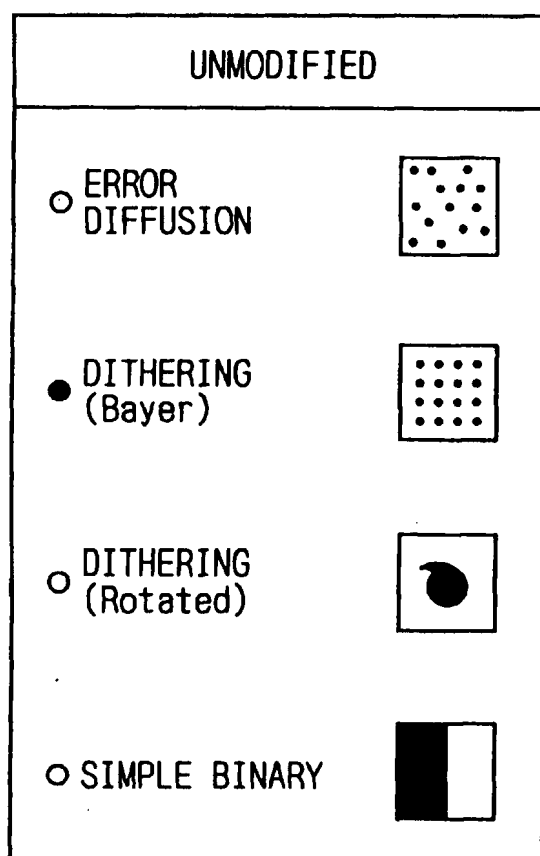 UNMODIFIED
ERROR
DIFFUSION
DITHERING
(Bayer)
DITHERING
(Rotated)
SIMPLE BINARY